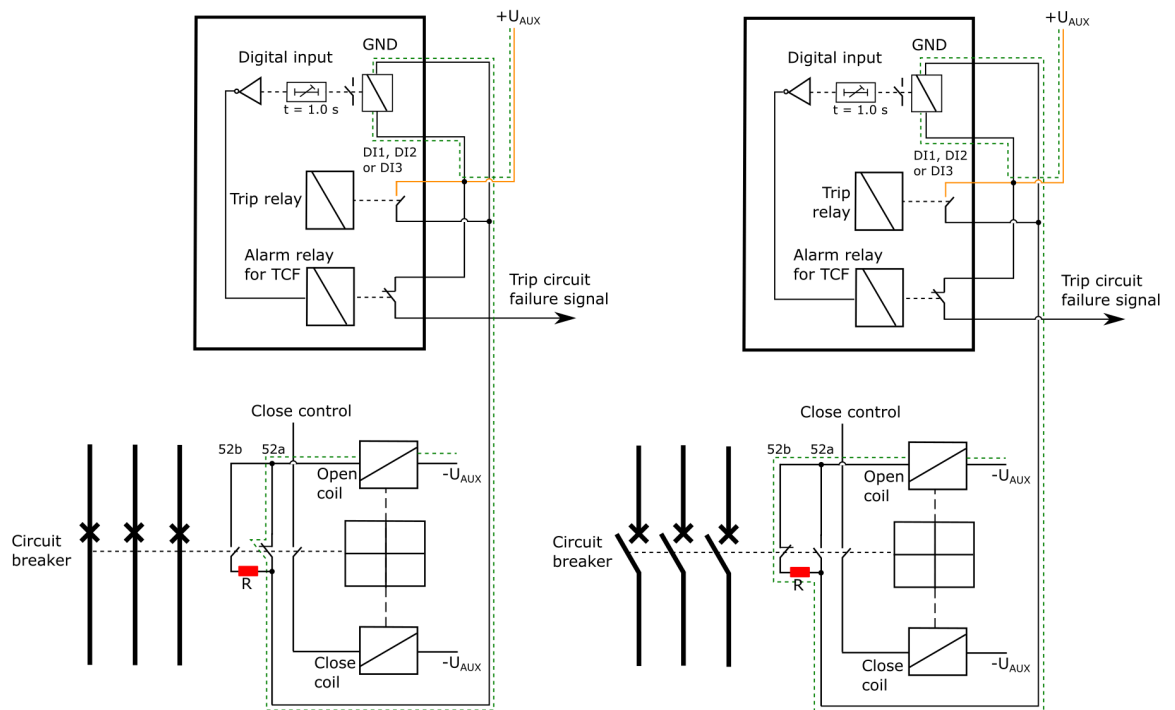 +UAUX
GND
Digital input
t = 1.0 s
DI1, DI2
or DI3
Trip relay
Alarm relay
for TCF
Trip circuit
failure signal
Close control
52b
52a
Open
coil
-UAUX
Circuit
breaker
R
Close
coil
-UAUX
+UAUX
GND
Digital input
t = 1.0 s
DI1, DI2
or DI3
Trip
relay
Alarm relay
for TCF
Trip circuit
failure signal
Close control
52b
52a
Open
coil
-UAUX
Circuit
breaker
R
Close
coil
-UAUX